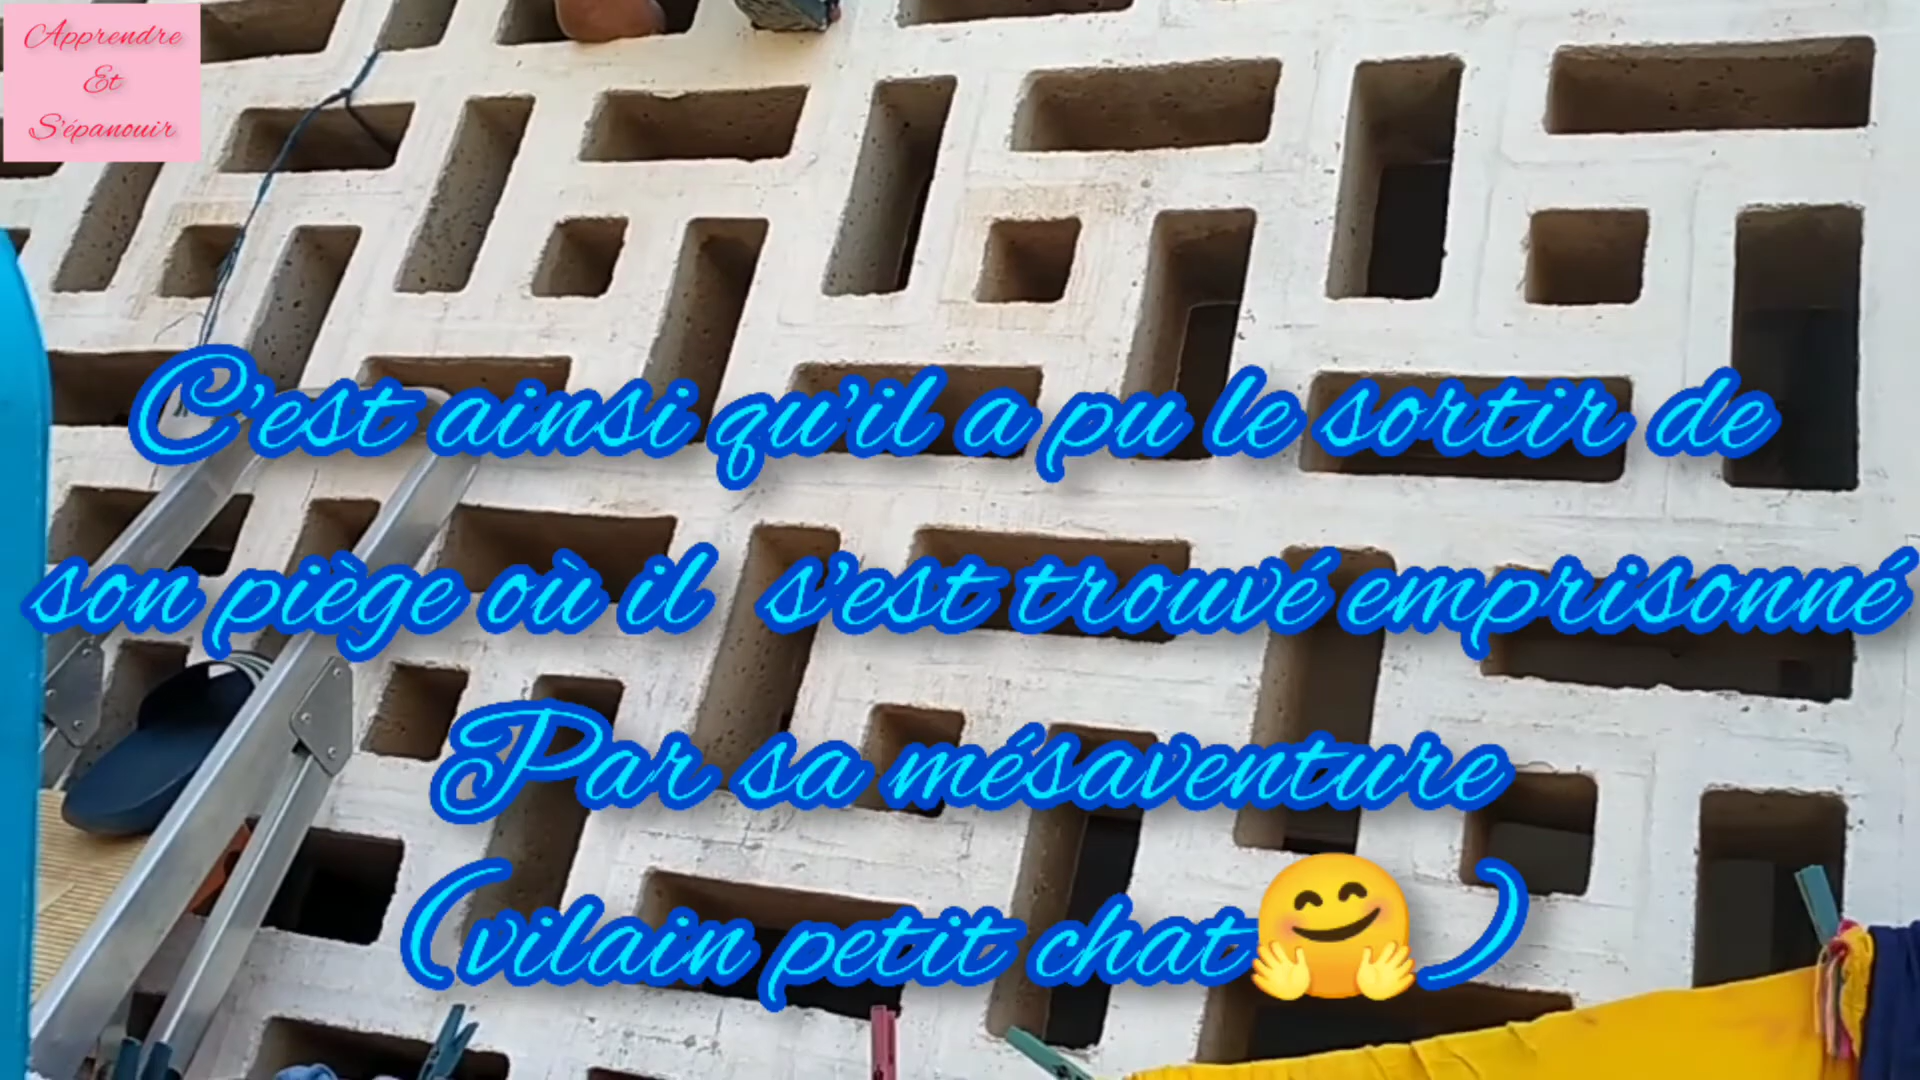 Apprendre
Et
S'épanouir
C'est ainsi qu'il a pu le sortir de
son piège où il s'est trouvé emprisonné
Par sa mésaventure
(vilain petit chat🤗)